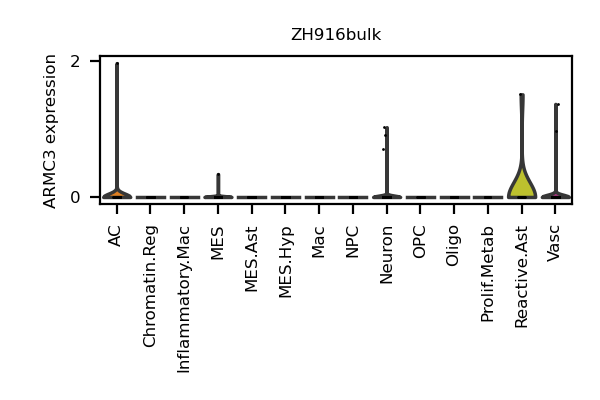 ZH916bulk
ARMC3 expression
2
0
AC
Chromatin.Reg
Inflammatory.Mac
MES
MES.Ast
MES.Hyp
Mac
NPC
Neuron
OPC
Oligo
Prolif.Metab
Reactive.Ast
Vasc